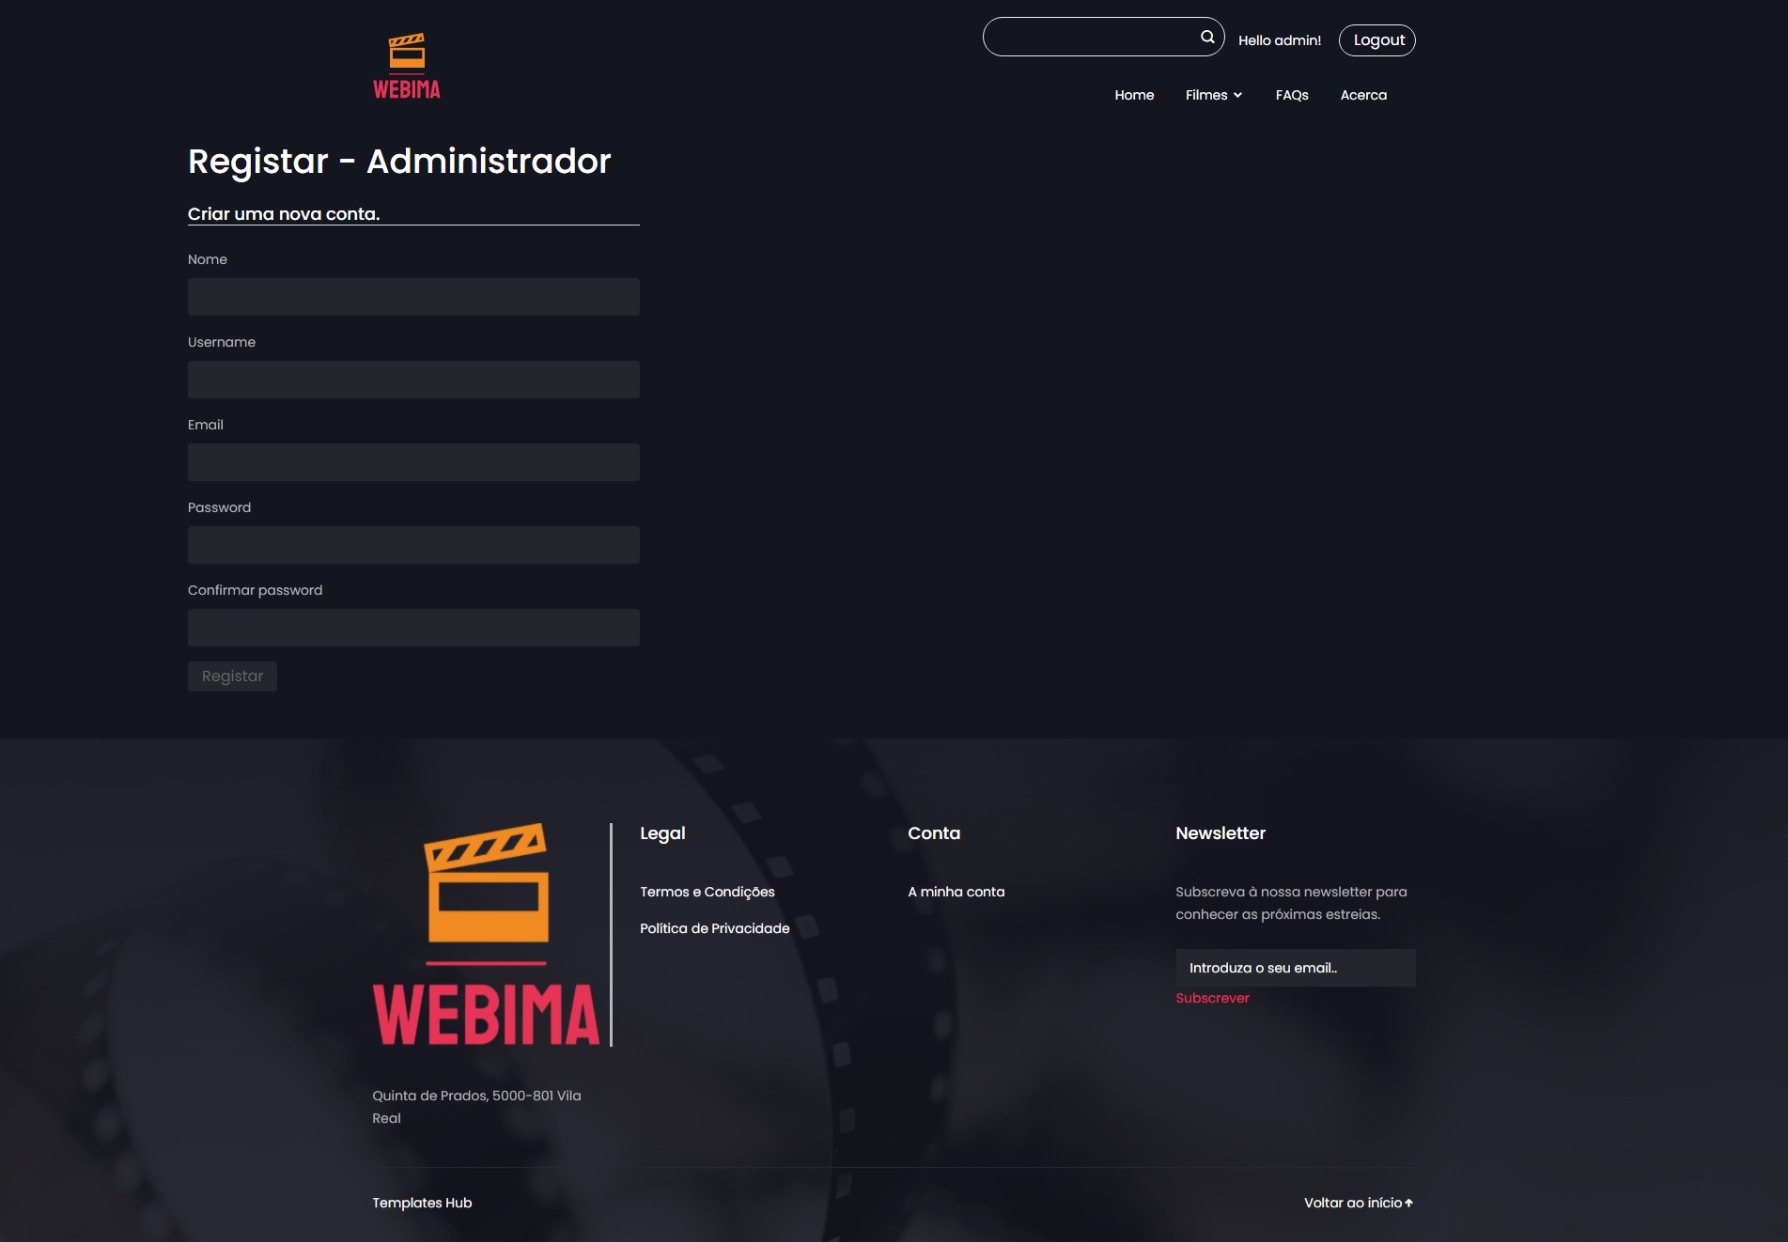 WEBIMA
Hello admin!
Logout
Home
Filmes
FAQs
Acerca
Registar - Administrador
Criar uma nova conta.
Nome
Username
Email
Password
Confirmar password
Registar
WEBIMA
Quinta de Prados, 5000-801 Vila
Real
Legal
Termos e Condições
Política de Privacidade
Conta
A minha conta
Newsletter
Subscreva à nossa newsletter para
conhecer as próximas estreias.
Introduza o seu email..
Subscrever
Templates Hub
Voltar ao início